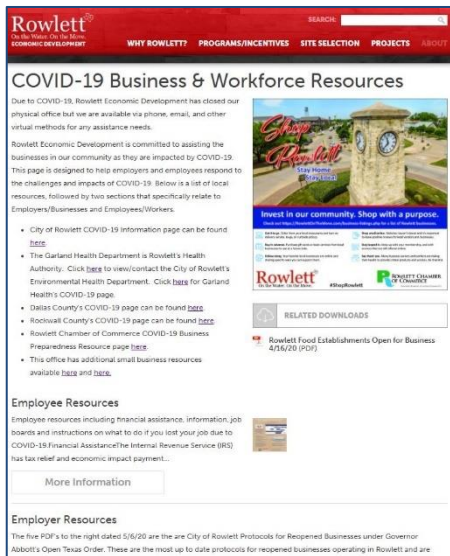 Rowlett
On the Water. On the Move.
ECONOMIC DEVELOPMENT
SEARCH:
WHY ROWLETT? PROGRAMS/INCENTIVES SITE SELECTION PROJECTS ABOUT
COVID-19 Business & Workforce Resources
Due to COVID-19, Rowlett Economic Development has closed our
physical office but we are available via phone, email, and other
virtual methods for any assistance needs.
Rowlett Economic Development is committed to assisting the
businesses in our community as they are impacted by COVID-19.
This page is designed to help employers and employees respond to
the challenges and impacts of COVID-19. Below is a list of local
resources, followed by two sections that specifically relate to
Employers/Businesses and Employees/Workers.
City of Rowlett COVID-19 Information page can be found
here.
The Garland Health Department is Rowlett's Health
Authority. Click here to view/contact the City of Rowlett's
Environmental Health Department. Click here for Garland
Health's COVID-19 page.
Dallas County's COVID-19 page can be found here.
Rockwall County's COVID-19 page can be found here.
Rowlett Chamber of Commerce COVID-19 Business
Preparedness Resource page here.
This office has additional small business resources
available here and here.
Shop
Rowlett
Stay Home
Stay Local
Invest in our community. Shop with a purpose.
Rowlett
On the Water. On the Move.
#ShopRowlett
ROWLETT CHAMBER
OF COMMERCE
RELATED DOWNLOADS
Rowlett Food Establishments Open for Business
4/16/20 (PDF)
Employee Resources
Employee resources including financial assistance, information, job
boards and instructions on what to do if you lost your job due to
COVID-19.Financial AssistanceThe Internal Revenue Service (IRS)
has tax relief and economic impact payment...
More Information
Employer Resources
The five PDF's to the right dated 5/6/20 are the are City of Rowlett Protocols for Reopened Businesses under Governor
Abbott's Open Texas Order. These are the most up to date protocols for reopened businesses operating in Rowlett and are